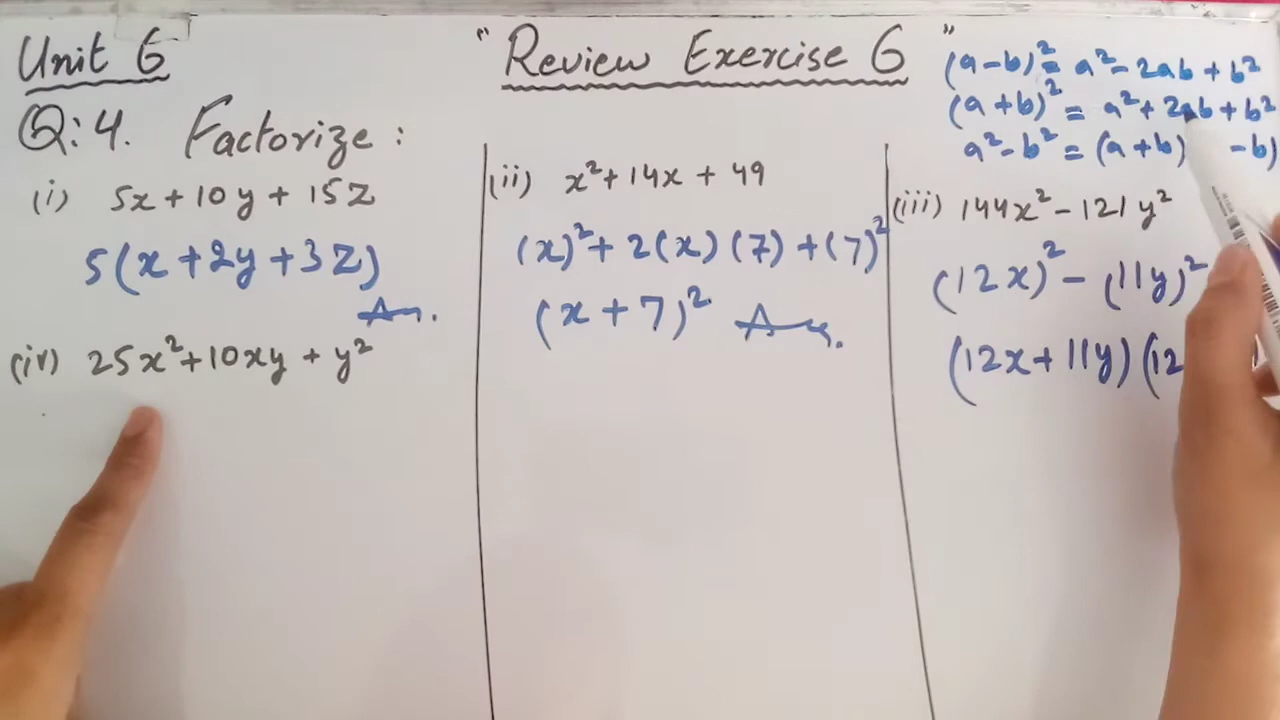 Unit 6
"Review Exercise 6"
(a-b)² = a²-2ab+b²
(a+b)² = a²+2ab+b²
a²-b² = (a+b) -b)
Q:4. Factorize:
(i) 5x+10y+15z
5(x+2y+3z)
Ans.
(iv) 25x²+10xy+y²
(ii) x²+14x+49
(x)²+2(x)(7)+(7)²
(x+7)² Ans.
(iii) 144x²-121y²
(12x)²-(11y)²
(12x+11y)(12